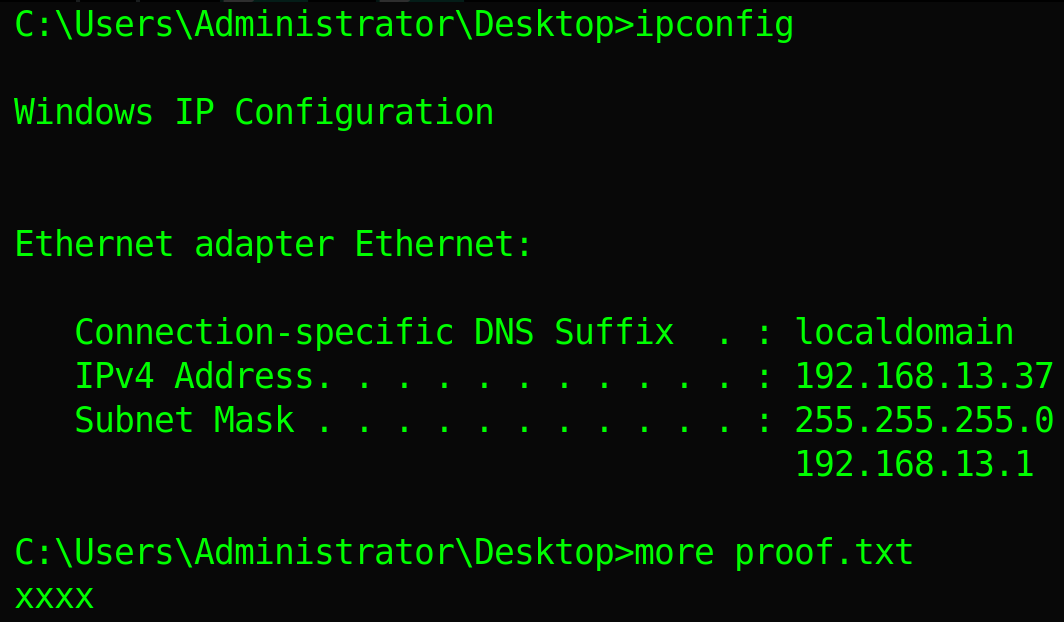 C:\Users\Administrator\Desktop>ipconfig
Windows IP Configuration
Ethernet adapter Ethernet:
Connection-specific DNS Suffix  . : localdomain
IPv4 Address. . . . . . . . . . . : 192.168.13.37
Subnet Mask . . . . . . . . . . . : 255.255.255.0
192.168.13.1
C:\Users\Administrator\Desktop>more proof.txt
xxxx